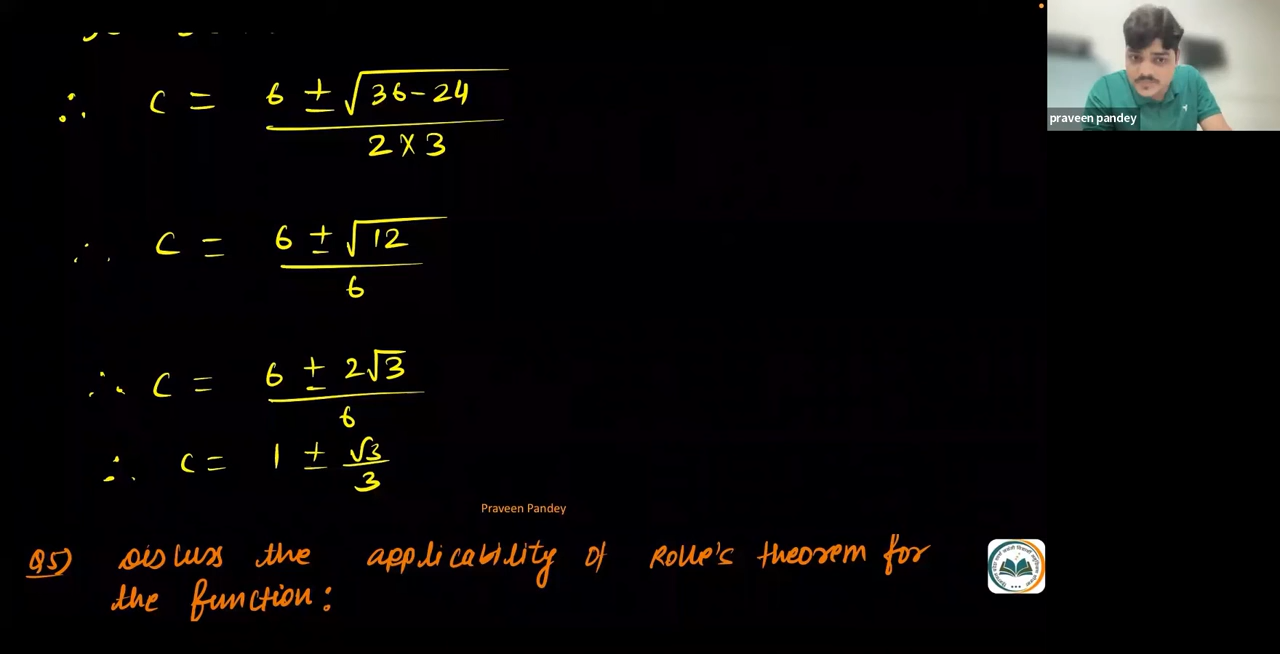 ∴ c = 6 ± √36-24
2 × 3
∴ c = 6 ± √12
6
∴ c = 6 ± 2√3
6
∴ c = 1 ± √3
3
praveen pandey
Praveen Pandey
Q5) Discuss the applicability of Rolle's theorem for
the function: